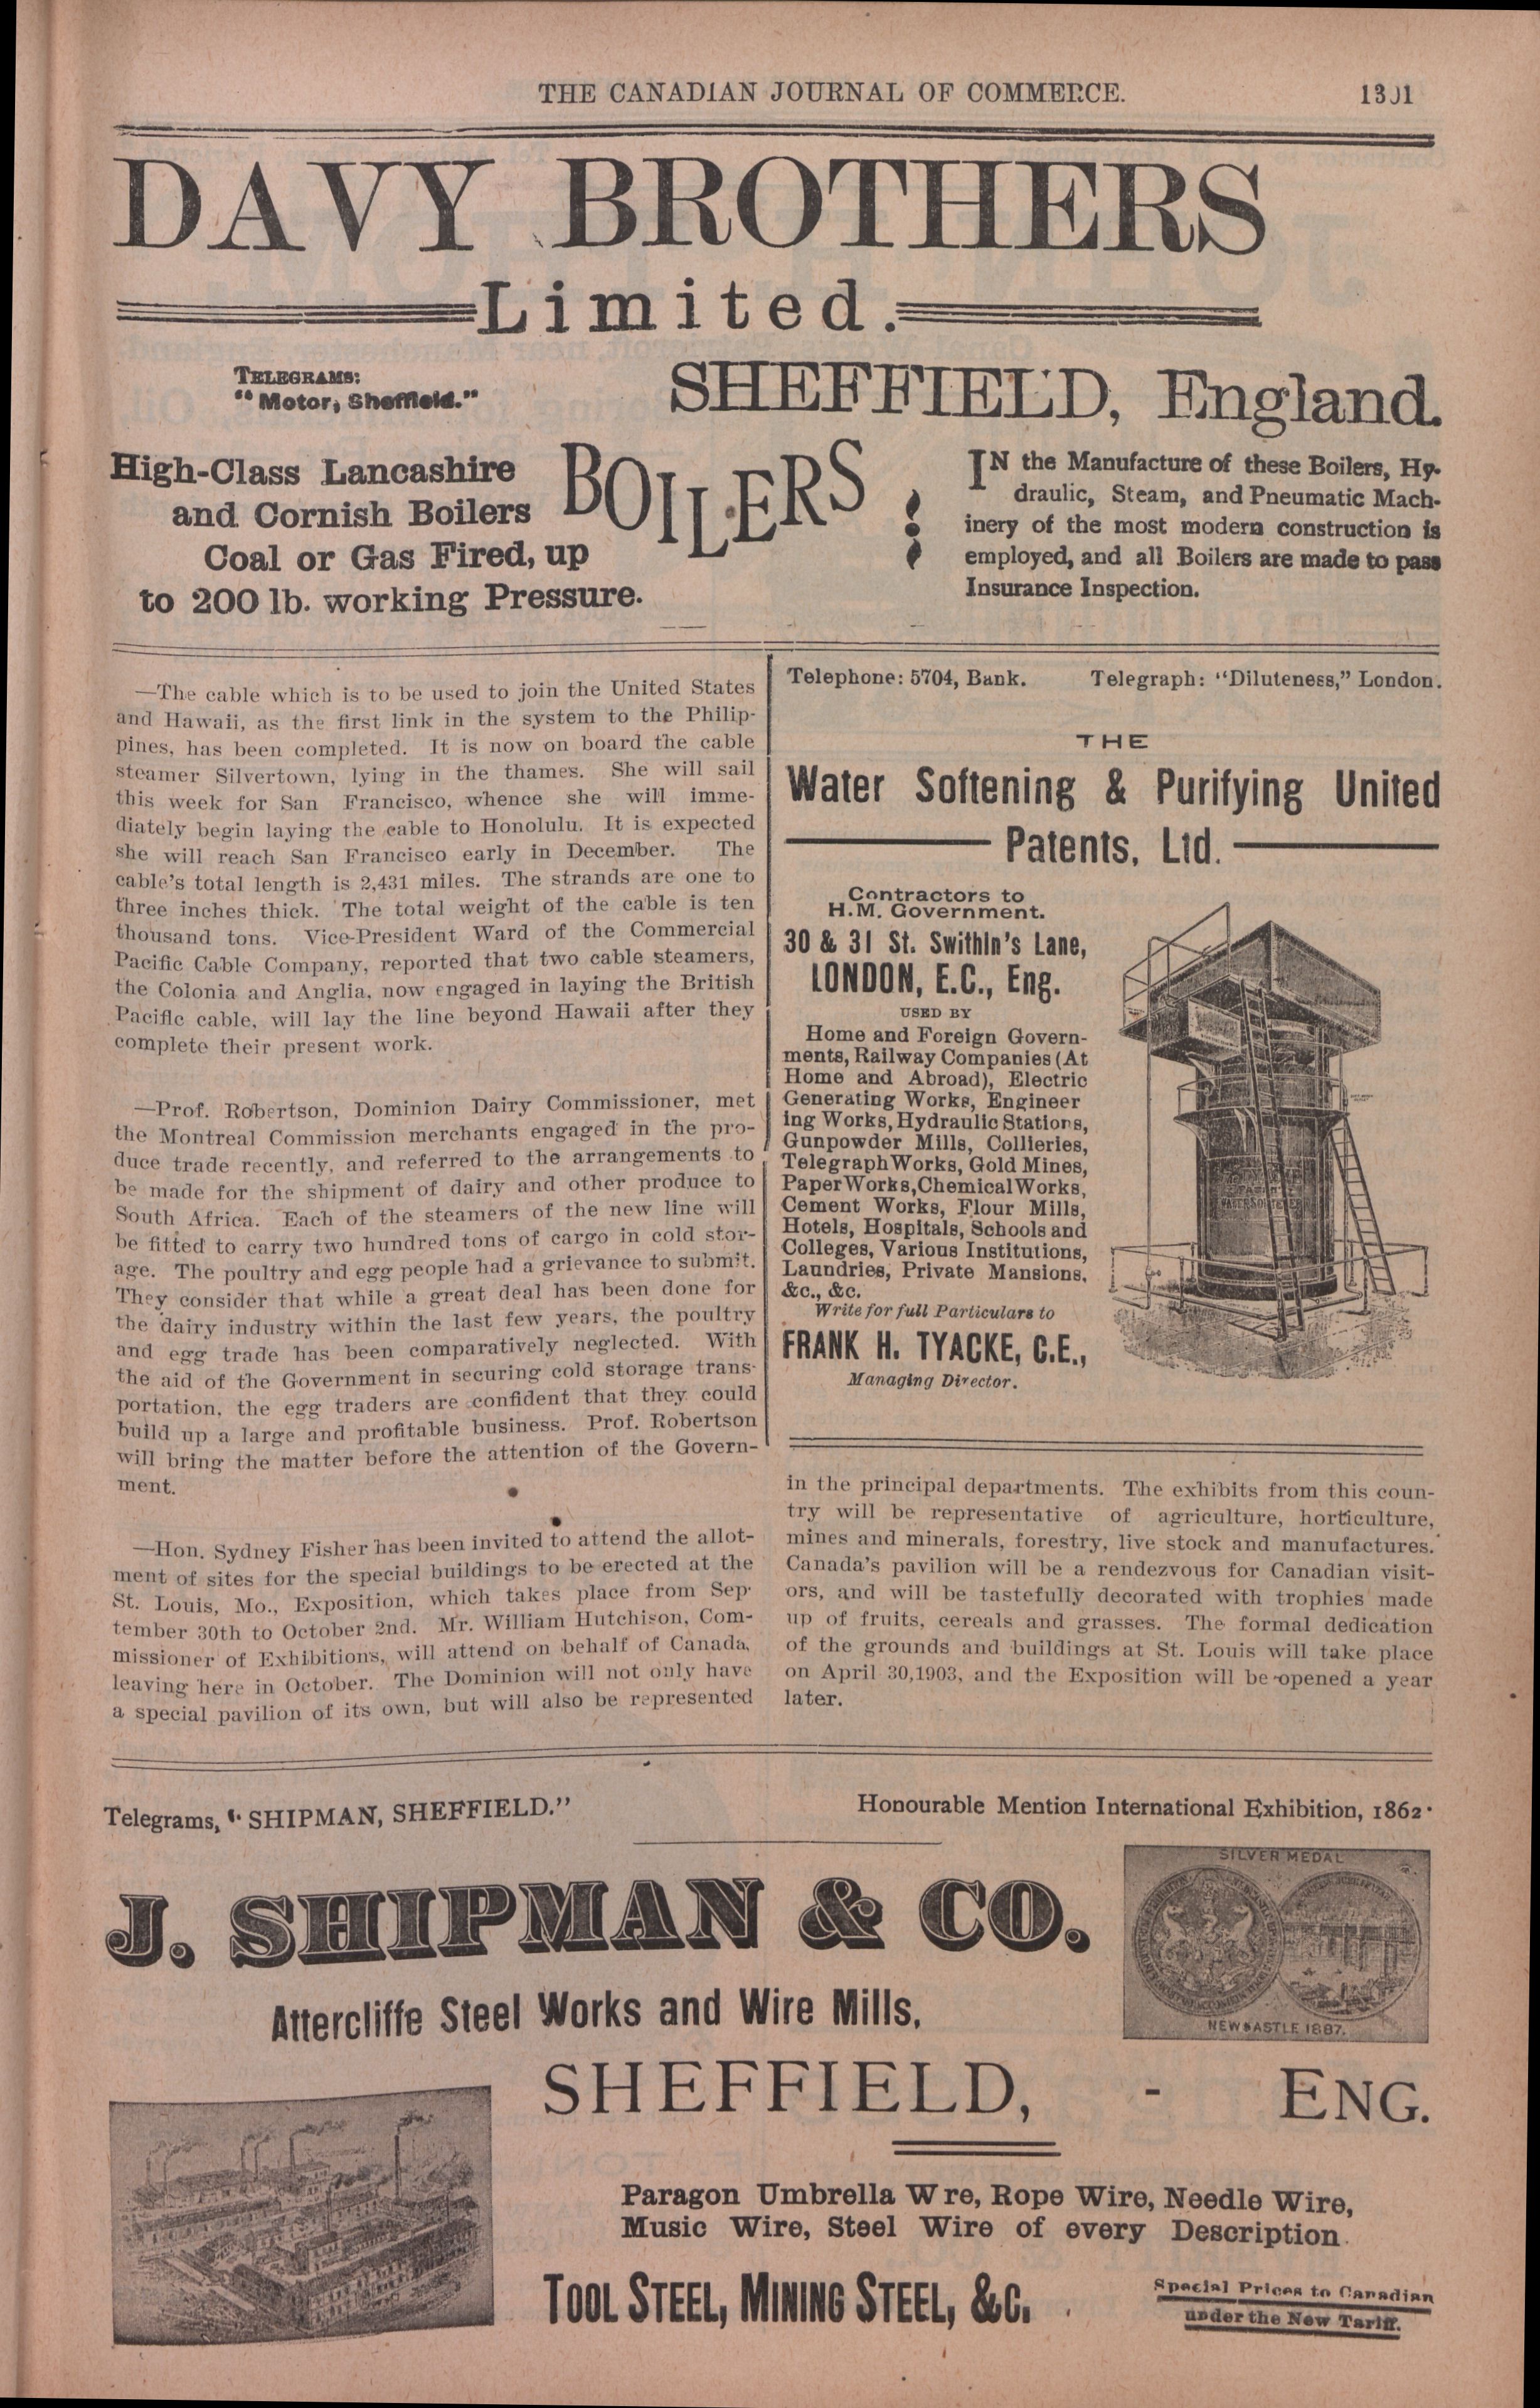 THE CANADIAN JOURNAL OF COMMERCE. 1301
DAVY BROTHERS
Limited.
TELEGRAMS:
"Motor, Sheffield."
SHEFFIELD, England.
High-Class Lancashire
and Cornish Boilers
Coal or Gas Fired, up
to 200 lb. working Pressure.
BOILERS:
IN the Manufacture of these Boilers, Hy-
draulic, Steam, and Pneumatic Mach-
inery of the most modern construction is
employed, and all Boilers are made to pass
Insurance Inspection.
—The cable which is to be used to join the United States
and Hawaii, as the first link in the system to the Philip-
pines, has been completed. It is now on board the cable
steamer Silvertown, lying in the thames. She will sail
this week for San Francisco, whence she will imme-
diately begin laying the cable to Honolulu. It is expected
she will reach San Francisco early in December. The
cable's total length is 2,431 miles. The strands are one to
three inches thick. The total weight of the cable is ten
thousand tons. Vice-President Ward of the Commercial
Pacific Cable Company, reported that two cable steamers,
the Colonia and Anglia, now engaged in laying the British
Pacific cable, will lay the line beyond Hawaii after they
complete their present work.
—Prof. Robertson, Dominion Dairy Commissioner, met
the Montreal Commission merchants engaged in the pro-
duce trade recently, and referred to the arrangements to
be made for the shipment of dairy and other produce to
South Africa. Each of the steamers of the new line will
be fitted to carry two hundred tons of cargo in cold stor-
age. The poultry and egg people had a grievance to submit.
They consider that while a great deal has been done for
the dairy industry within the last few years, the poultry
and egg trade has been comparatively neglected. With
the aid of the Government in securing cold storage trans-
portation, the egg traders are confident that they could
build up a large and profitable business. Prof. Robertson
will bring the matter before the attention of the Govern-
ment.
—Hon. Sydney Fisher has been invited to attend the allot-
ment of sites for the special buildings to be erected at the
St. Louis, Mo., Exposition, which takes place from Sep-
tember 30th to October 2nd. Mr. William Hutchison, Com-
missioner of Exhibitions, will attend on behalf of Canada,
leaving here in October. The Dominion will not only have
a special pavilion of its own, but will also be represented
Telephone: 5704, Bank. Telegraph: "Diluteness," London.
THE
Water Softening & Purifying United
Patents, Ltd.
Contractors to
H.M. Government.
30 & 31 St. Swithin's Lane,
LONDON, E.C., Eng.
USED BY
Home and Foreign Govern-
ments, Railway Companies (At
Home and Abroad), Electric
Generating Works, Engineer
ing Works, Hydraulic Stations,
Gunpowder Mills, Collieries,
Telegraph Works, Gold Mines,
Paper Works, Chemical Works,
Cement Works, Flour Mills,
Hotels, Hospitals, Schools and
Colleges, Various Institutions,
Laundries, Private Mansions,
&c., &c.
Write for full Particulars to
FRANK H. TYACKE, C.E.,
Managing Director.
in the principal departments. The exhibits from this coun-
try will be representative of agriculture, horticulture,
mines and minerals, forestry, live stock and manufactures.
Canada's pavilion will be a rendezvous for Canadian visit-
ors, and will be tastefully decorated with trophies made
up of fruits, cereals and grasses. The formal dedication
of the grounds and buildings at St. Louis will take place
on April 30,1903, and the Exposition will be opened a year
later.
Telegrams, "SHIPMAN, SHEFFIELD."
Honourable Mention International Exhibition, 1862.
J. SHIPMAN & CO.
SILVER MEDAL
NEWCASTLE 1887.
Attercliffe Steel Works and Wire Mills,
SHEFFIELD, - ENG.
Paragon Umbrella W re, Rope Wire, Needle Wire,
Music Wire, Steel Wire of every Description.
TOOL STEEL, MINING STEEL, &C.
Special Prices to Canadian
under the New Tariff.